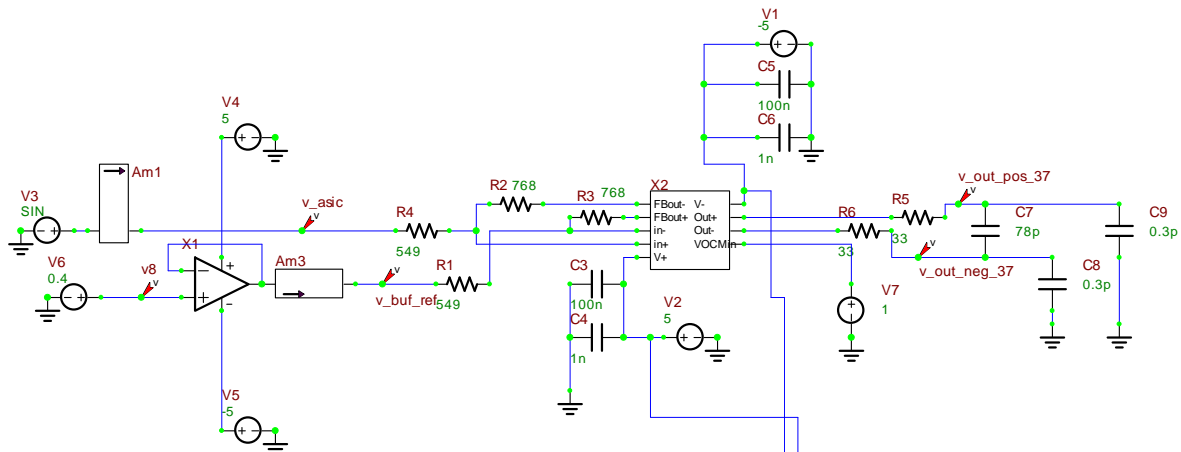 V1
-5
C5
100n
C6
1n
V4
5
Am1
V3
SIN
v_asic
v
R4
549
R2 768
R3 768
X2
FBout-
FBout+
in-
in+
V+
V-
Out+
Out-
VOCMin
R5
33
R6
33
v_out_pos_37
v
C7
78p
C9
0.3p
v_out_neg_37
v
C8
0.3p
X1
+
−
V6
0.4
v8
v
Am3
v_buf_ref
v
R1
549
C3
100n
C4
1n
V2
5
V7
1
V5
-5